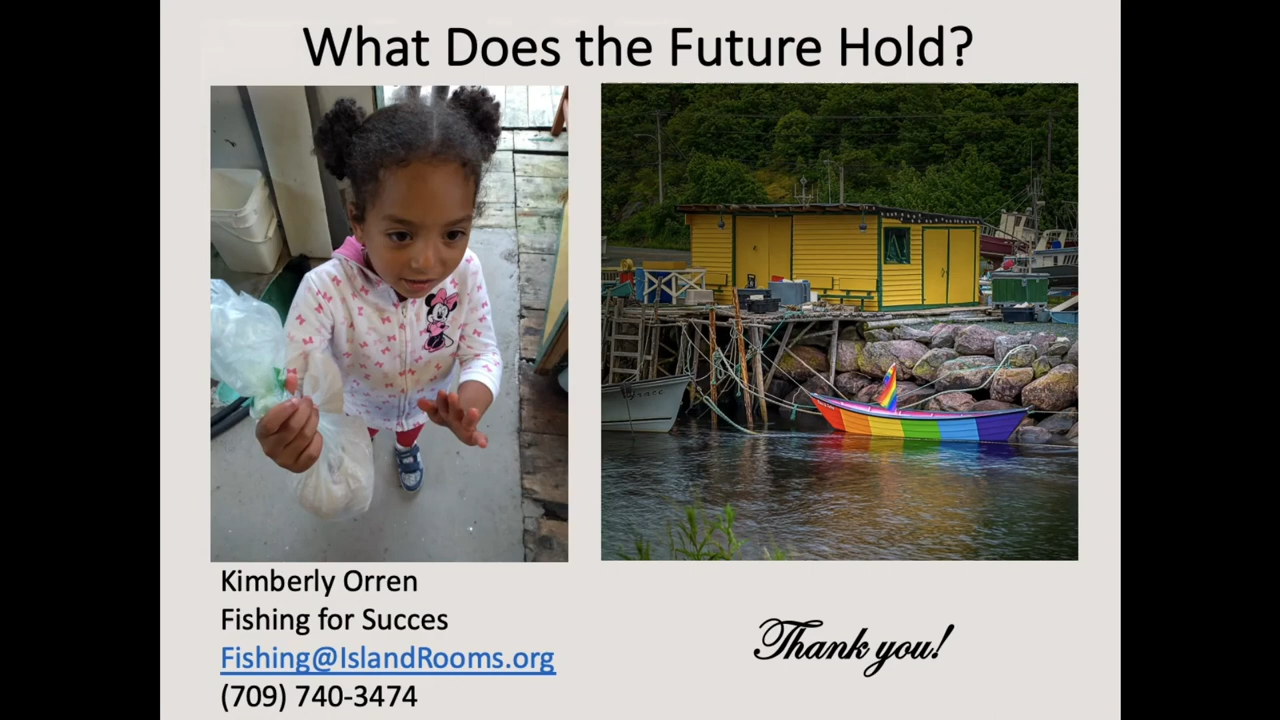 What Does the Future Hold?
Kimberly Orren
Fishing for Succes
Fishing@IslandRooms.org
(709) 740-3474
Thank you!